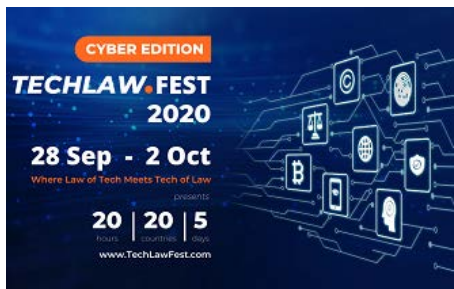 CYBER EDITION
TECHLAW.FEST
2020
28 Sep - 2 Oct
Where Law of Tech Meets Tech of Law
presents
20 | 20 | 5
hours countries days
www.TechLawFest.com